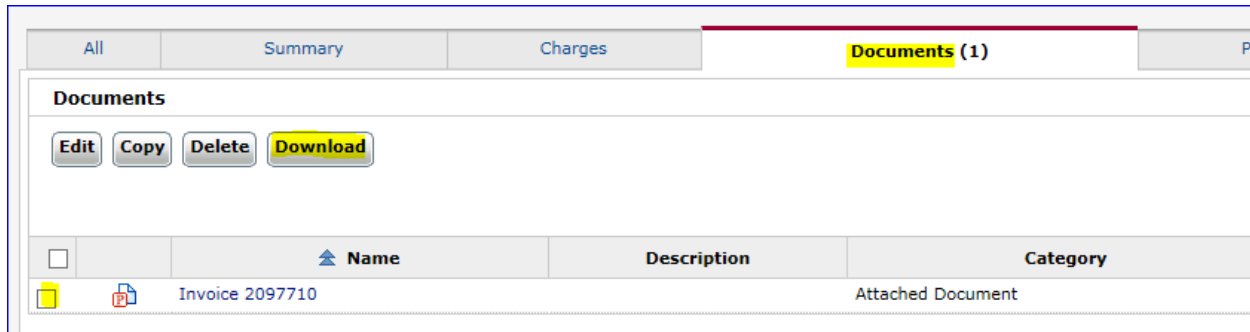 All Summary Charges Documents (1) P
Documents
Edit Copy Delete Download
Name Description Category
Invoice 2097710 Attached Document